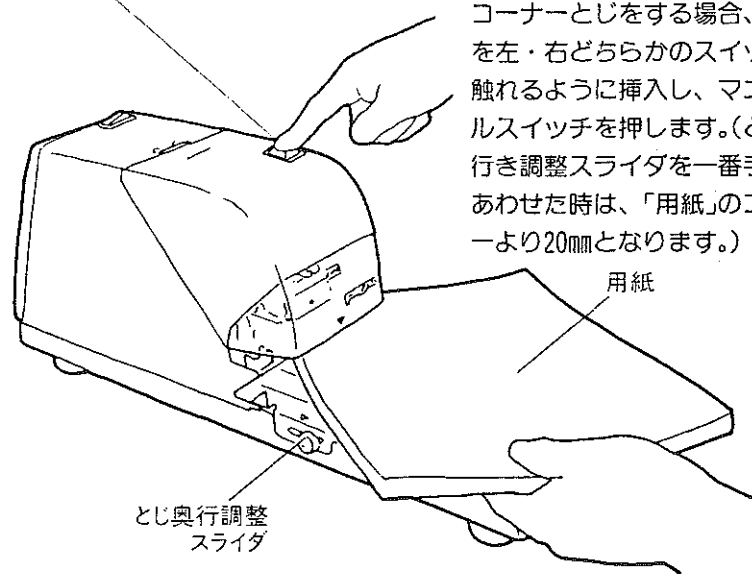 コーナーとじをする場合、
を左・右どちらかのスイッ
触れるように挿入し、マニ
ルスイッチを押します。(と
行き調整スライダを一番手
あわせた時は、「用紙」のコ
ーより20mmとなります。)
用紙
とじ奥行調整
スライダ